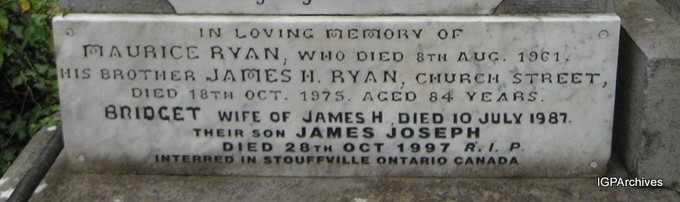 IN LOVING MEMORY OF
MAURICE RYAN, WHO DIED 8TH AUG. 1961.
HIS BROTHER JAMES H. RYAN, CHURCH STREET,
DIED 18TH OCT. 1975. AGED 84 YEARS.
BRIDGET WIFE OF JAMES H. DIED 10 JULY 1987.
THEIR SON JAMES JOSEPH
DIED 28TH OCT 1997 R.I.P.
INTERRED IN STOUFFVILLE ONTARIO CANADA
IGPArchives